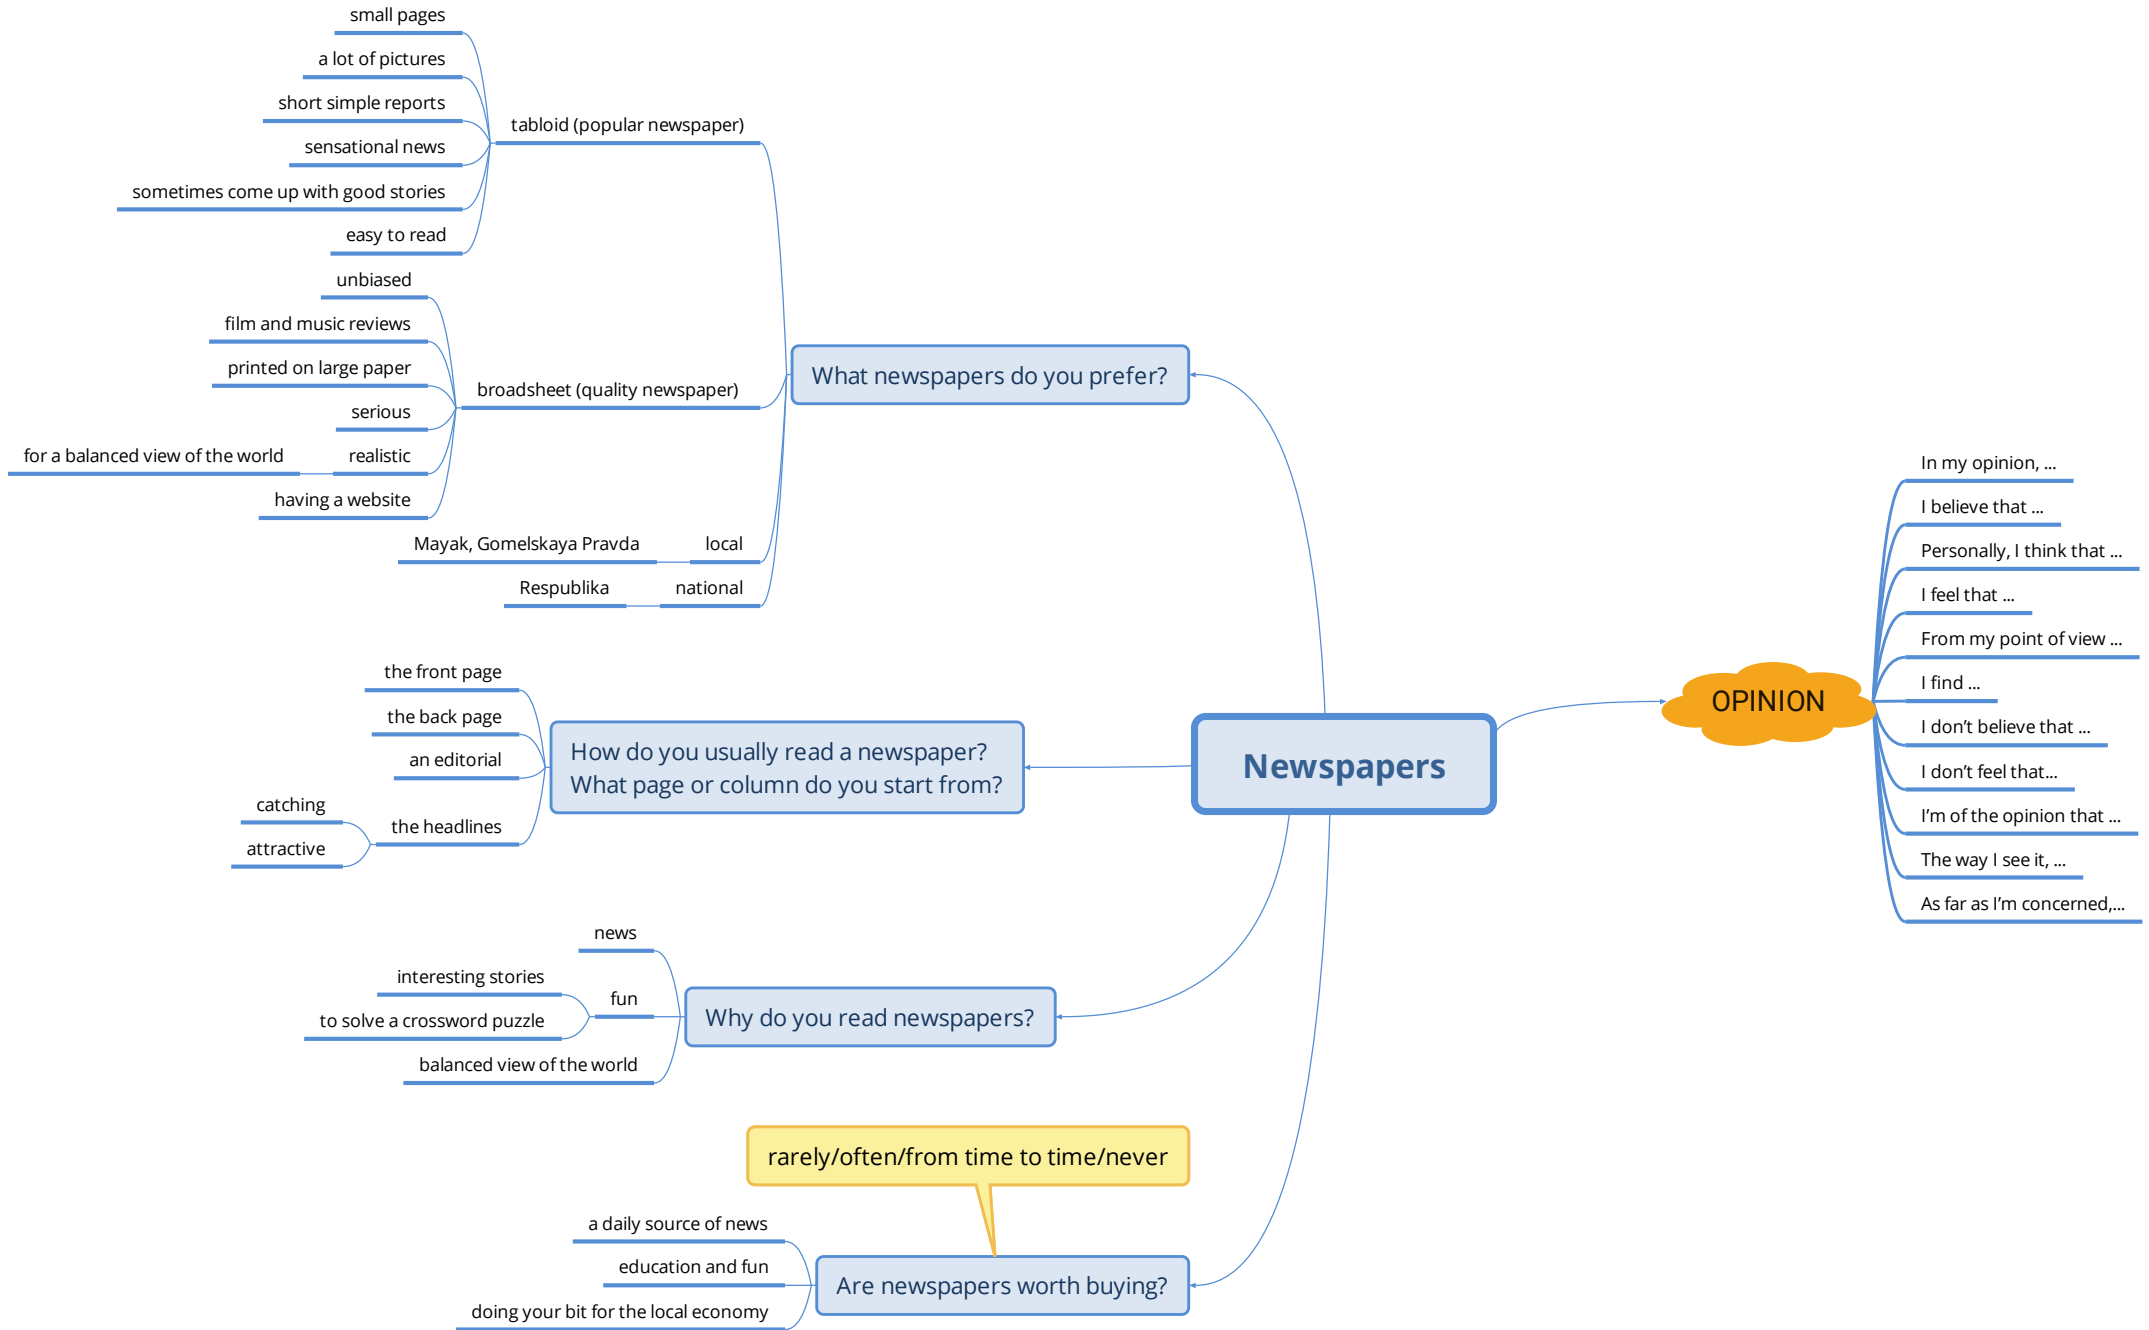 small pages
a lot of pictures
short simple reports
sensational news
sometimes come up with good stories
easy to read
tabloid (popular newspaper)
unbiased
film and music reviews
printed on large paper
serious
for a balanced view of the world
realistic
having a website
broadsheet (quality newspaper)
Mayak, Gomelskaya Pravda
local
Respublika
national
What newspapers do you prefer?
the front page
the back page
an editorial
catching
attractive
the headlines
How do you usually read a newspaper?
What page or column do you start from?
news
interesting stories
to solve a crossword puzzle
fun
balanced view of the world
Why do you read newspapers?
rarely/often/from time to time/never
a daily source of news
education and fun
doing your bit for the local economy
Are newspapers worth buying?
Newspapers
OPINION
In my opinion, ...
I believe that ...
Personally, I think that ...
I feel that ...
From my point of view ...
I find ...
I don’t believe that ...
I don’t feel that...
I’m of the opinion that ...
The way I see it, ...
As far as I’m concerned,...